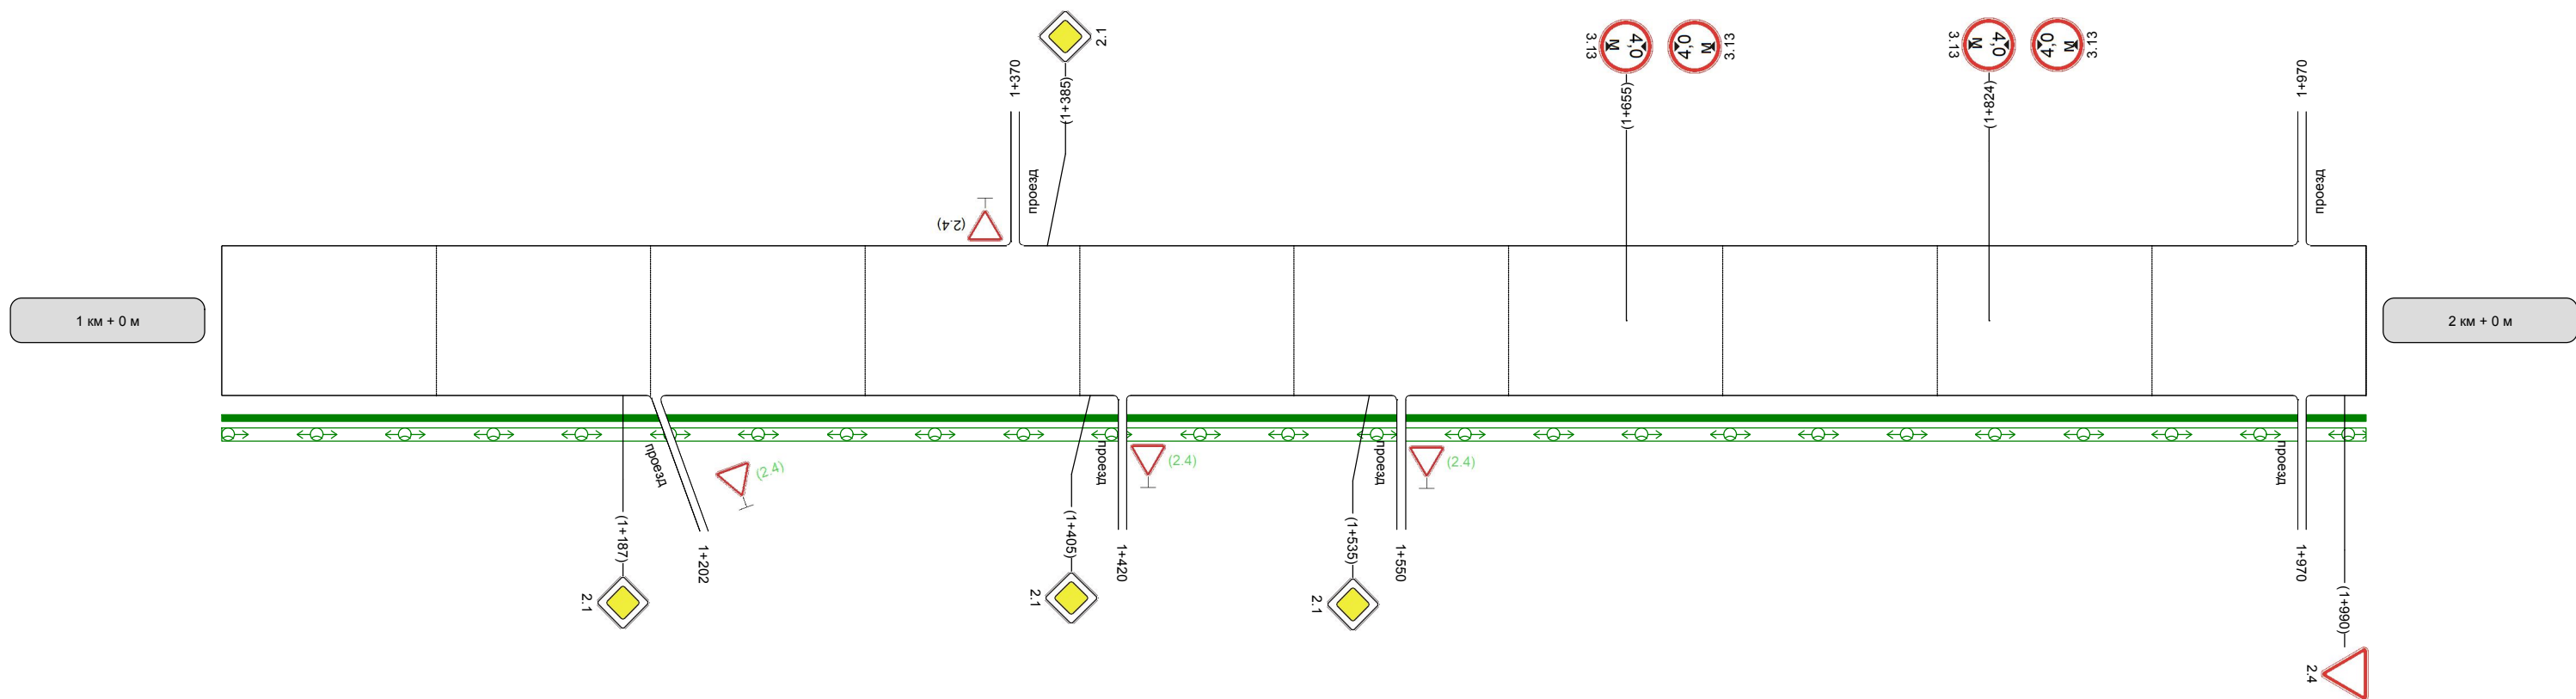 2.1
3.13
4,0
М
4,0
М
3.13
3.13
4,0
М
4,0
М
3.13
1+370
(1+385)
(1+655)
(1+824)
1+970
проезд
проезд
(2.4)
1 км + 0 м
2 км + 0 м
проезд
(2.4)
проезд
(2.4)
проезд
(2.4)
проезд
(1+187)
1+202
(1+405)
1+420
(1+535)
1+550
1+970
(1+990)
2.1
2.1
2.1
2.4